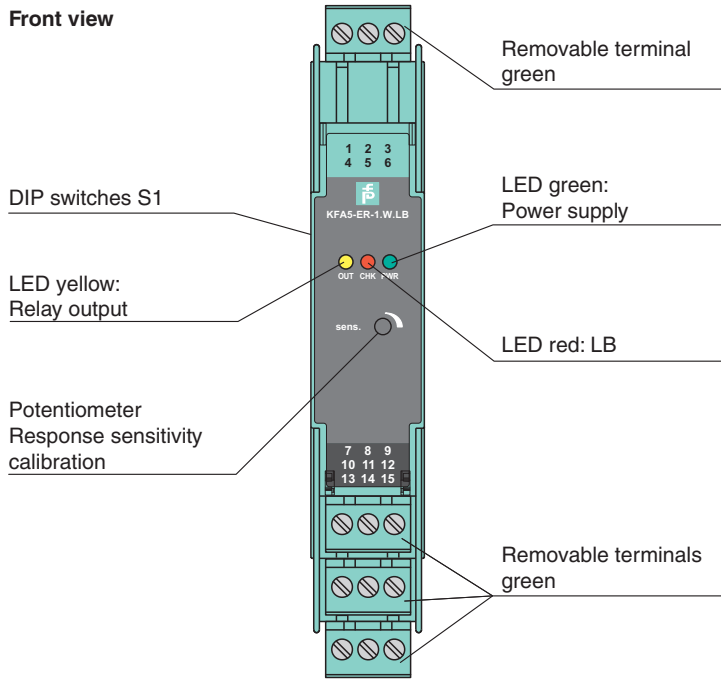 Front view
Removable terminal
green
1 2 3
4 5 6
DIP switches S1
LED green:
Power supply
KFA5-ER-1.W.LB
LED yellow:
Relay output
OUT CHK PWR
sens.
LED red: LB
Potentiometer
Response sensitivity
calibration
7 8 9
10 11 12
13 14 15
Removable terminals
green